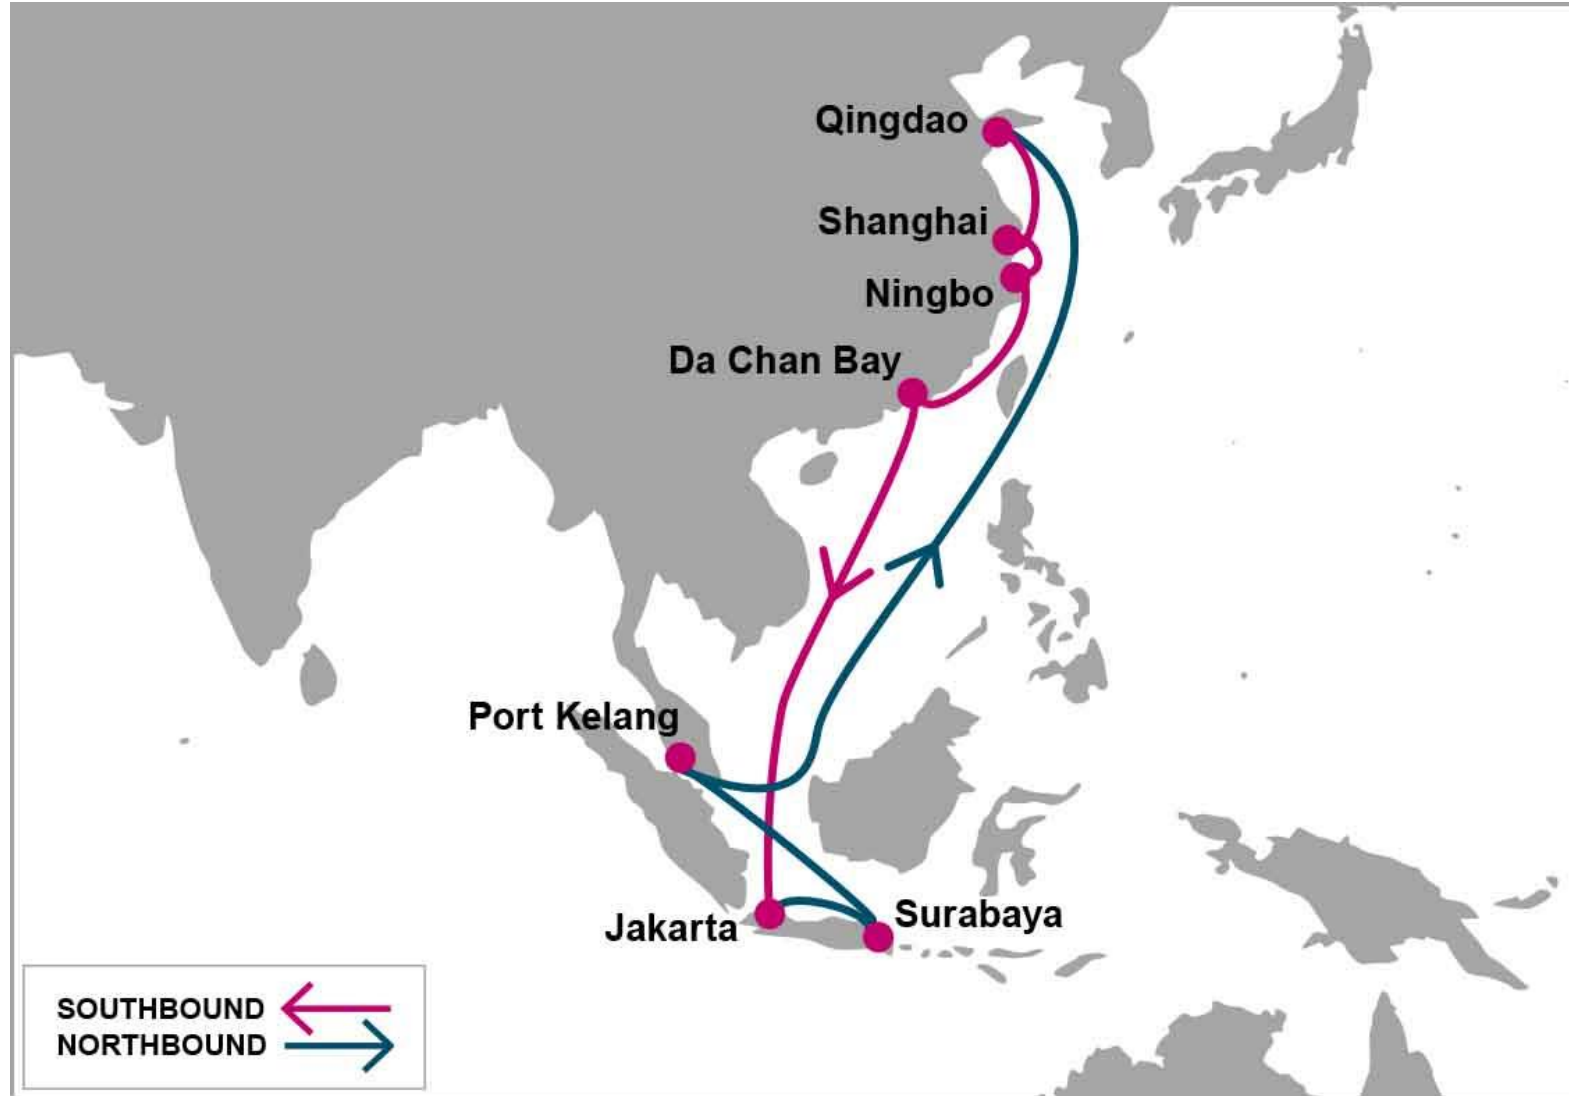 Qingdao
Shanghai
Ningbo
Da Chan Bay
Port Kelang
Jakarta
Surabaya
SOUTHBOUND
NORTHBOUND